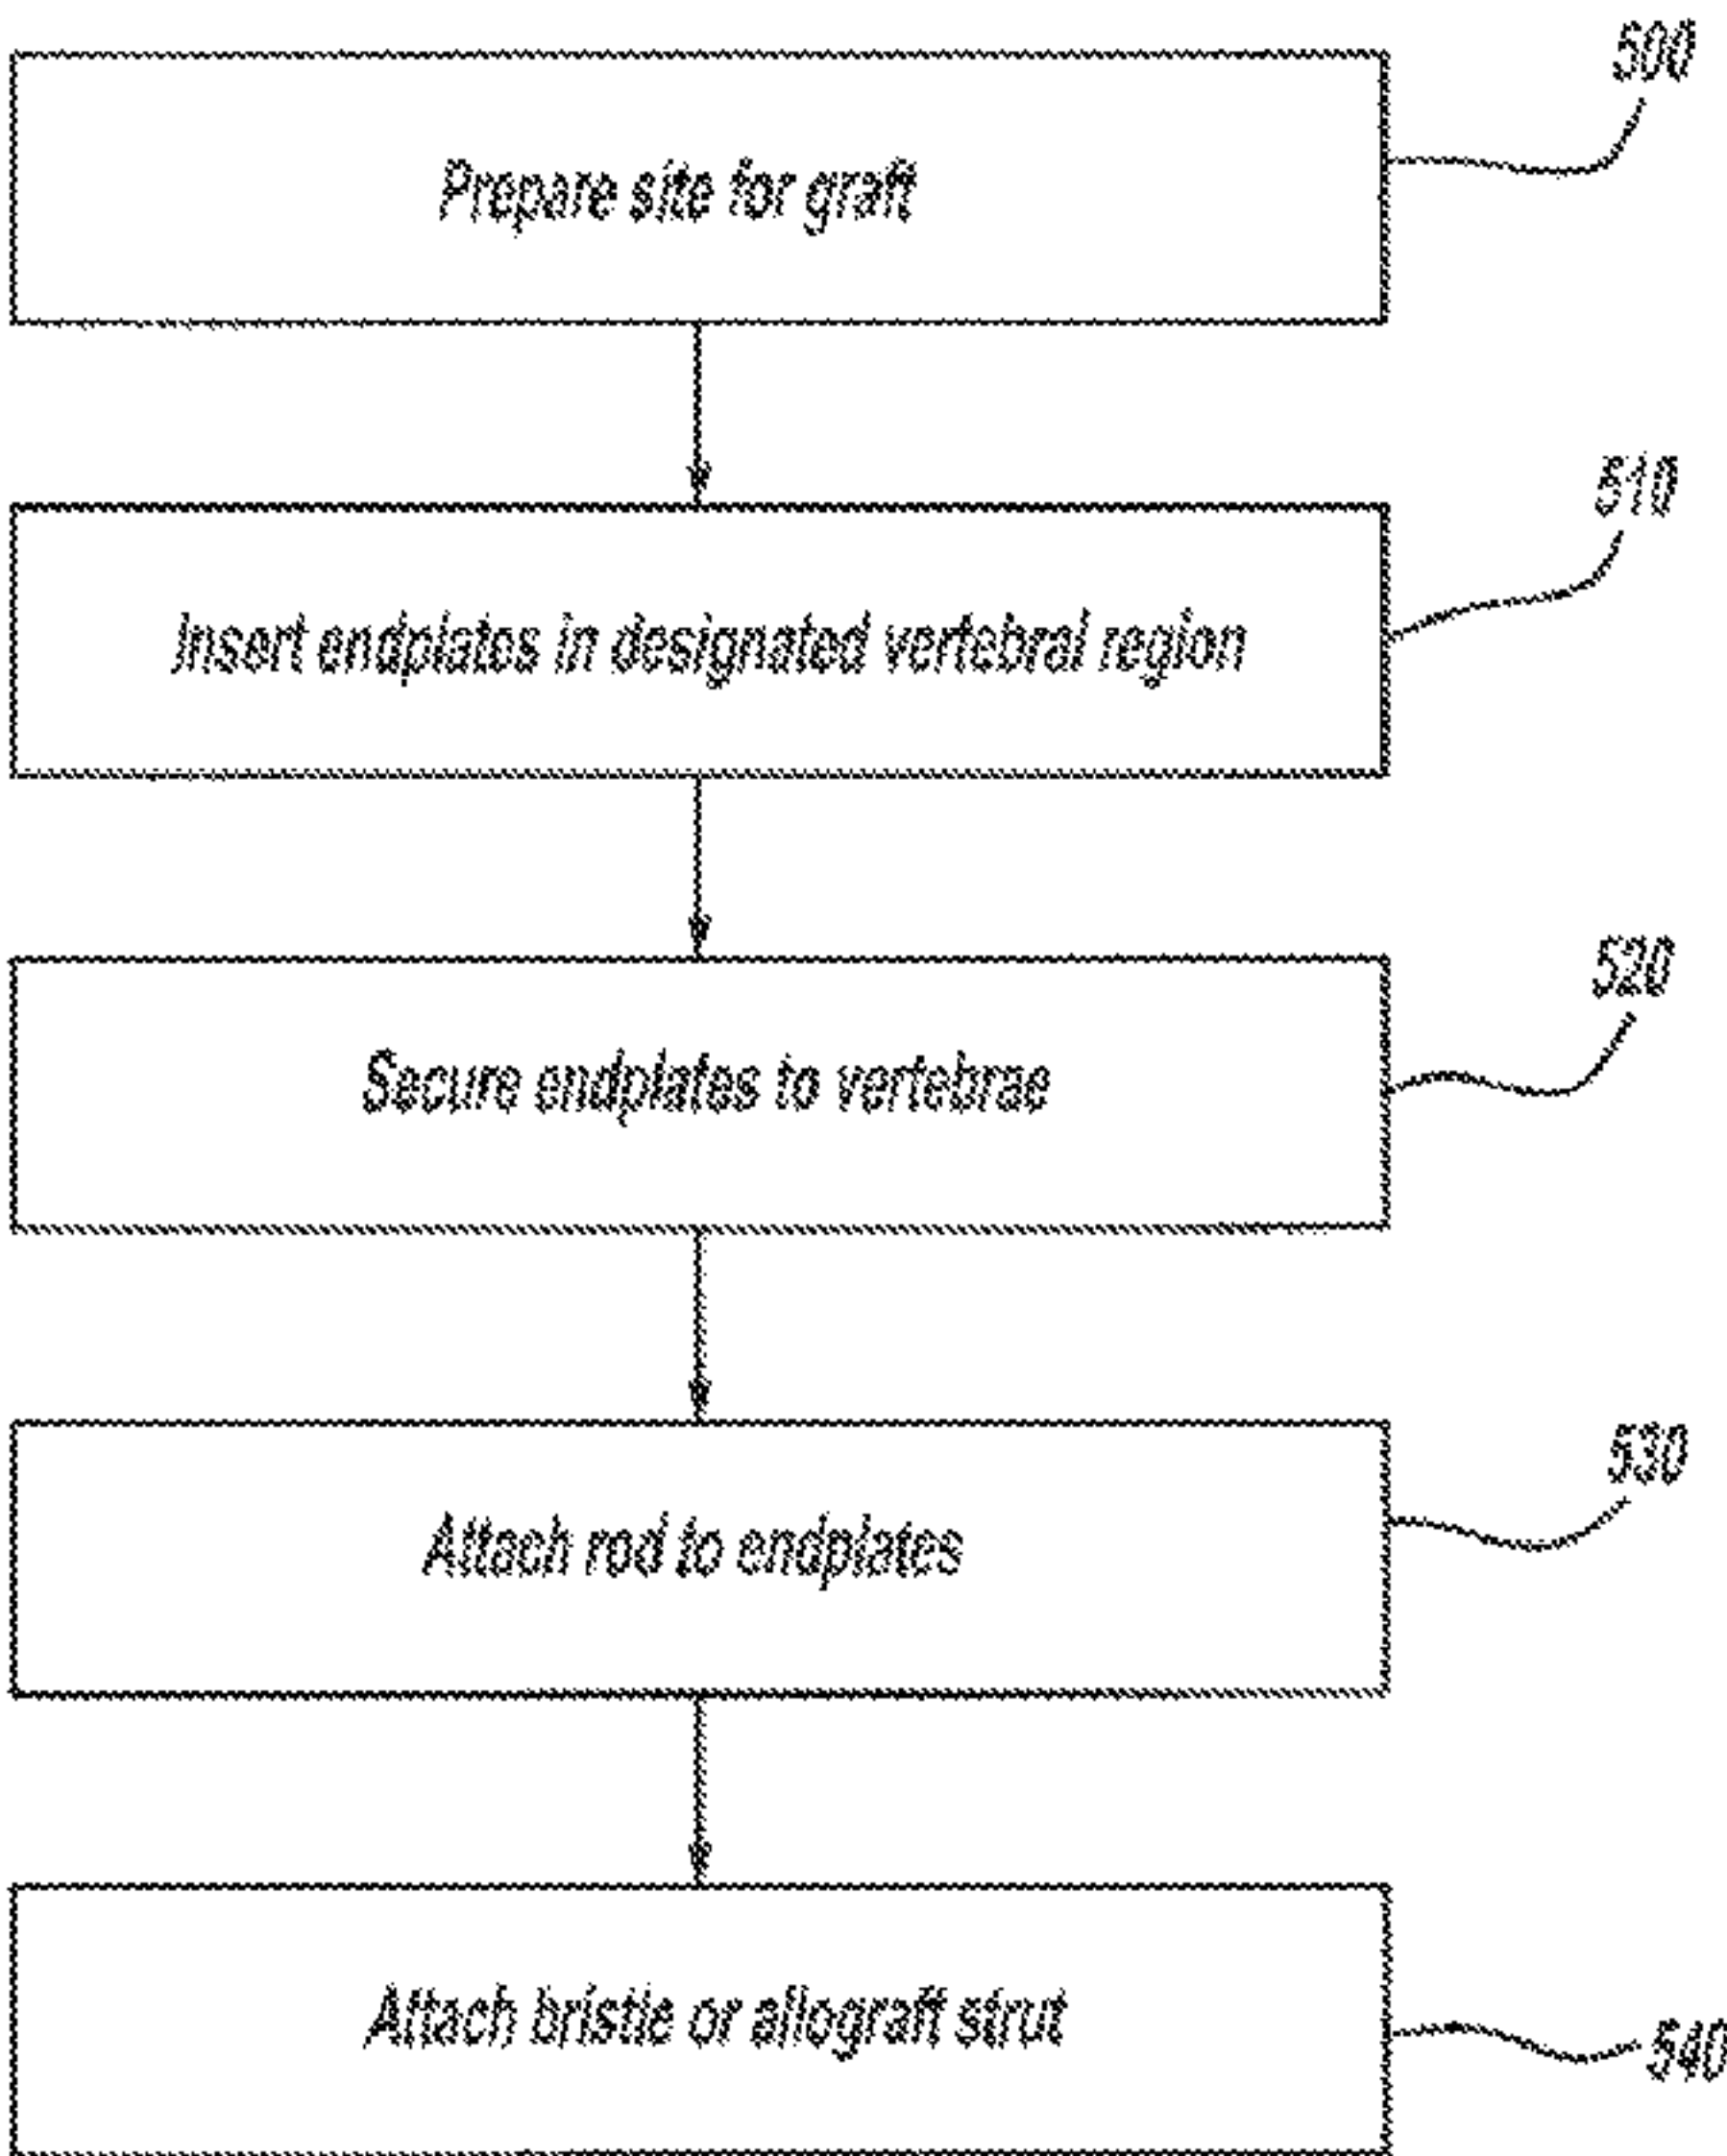 500
Prepare site for graft
510
Insert endplates in designated vertebral region
520
Secure endplates to vertebrae
530
Attach rod to endplates
Attach bristle or allograft strut
540